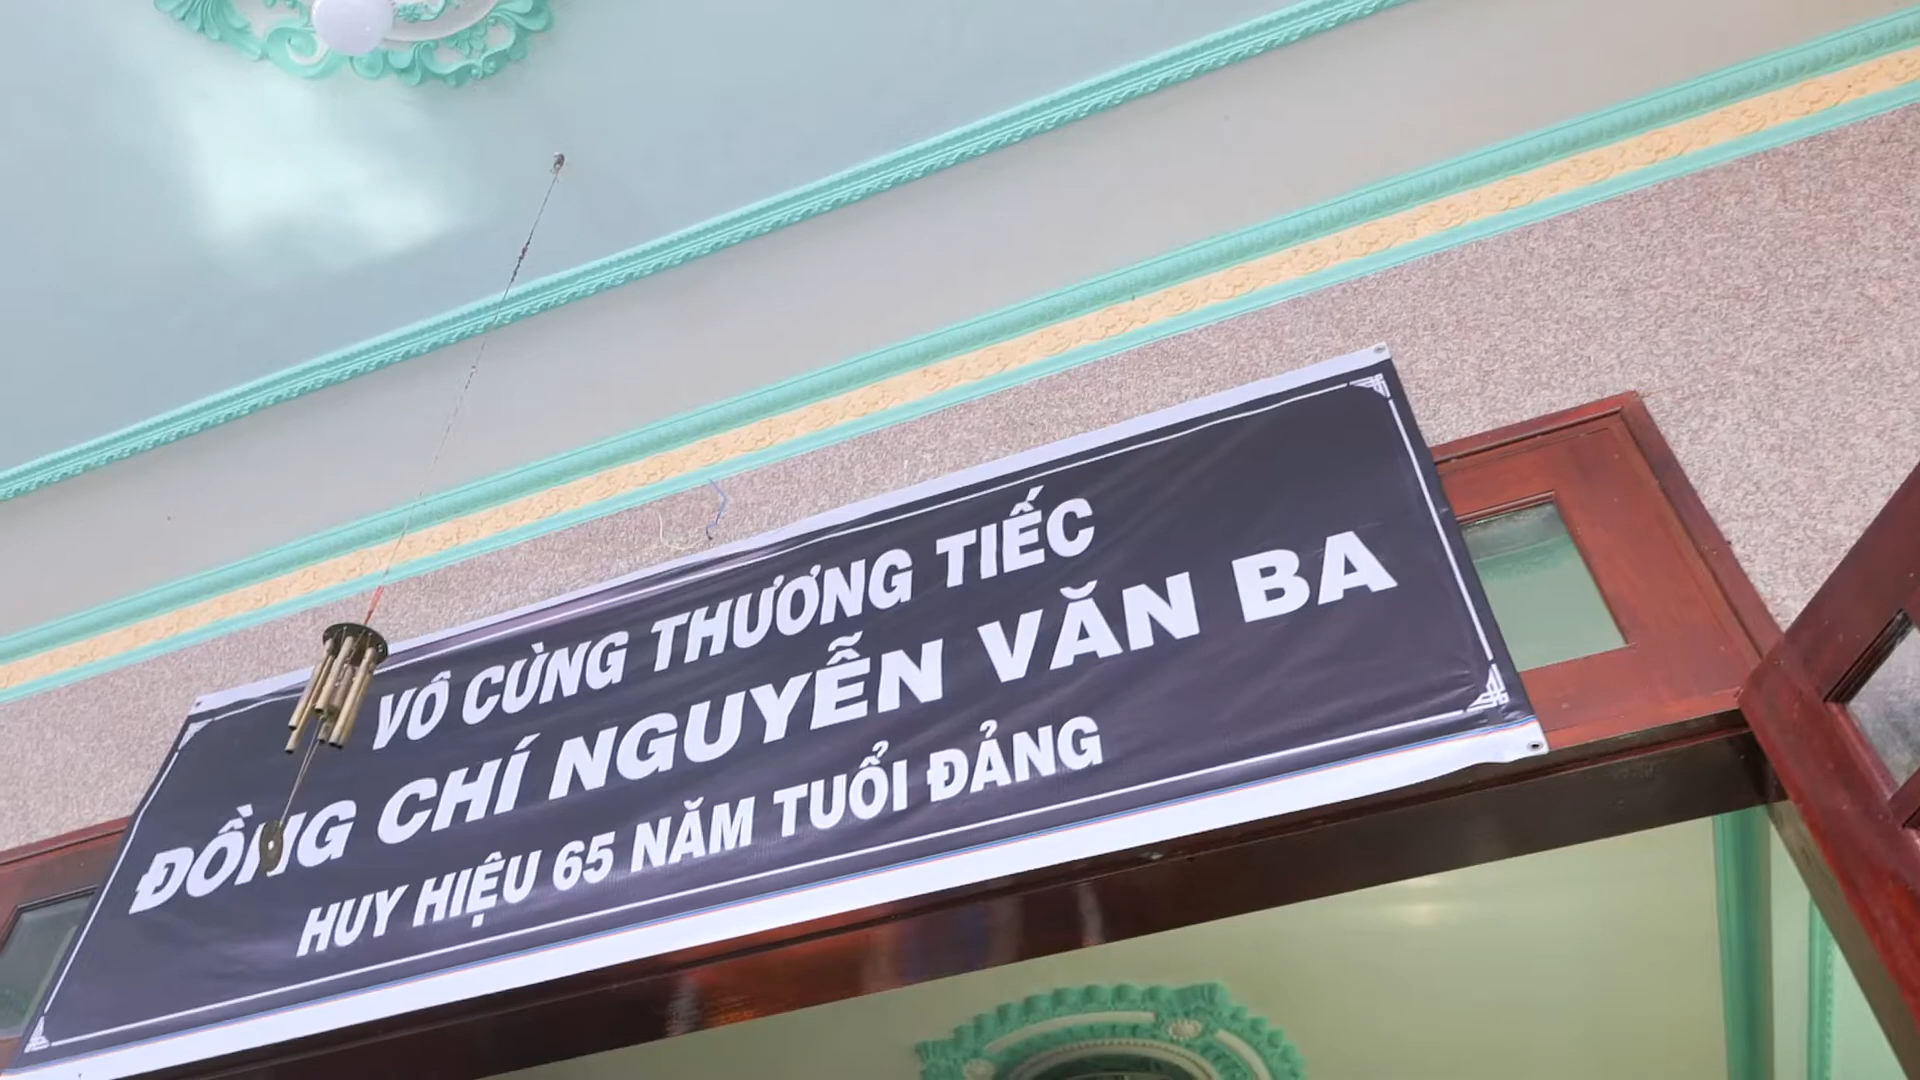 VÔ CÙNG THƯƠNG TIẾC
ĐỒNG CHÍ NGUYỄN VĂN BA
HUY HIỆU 65 NĂM TUỔI ĐẢNG